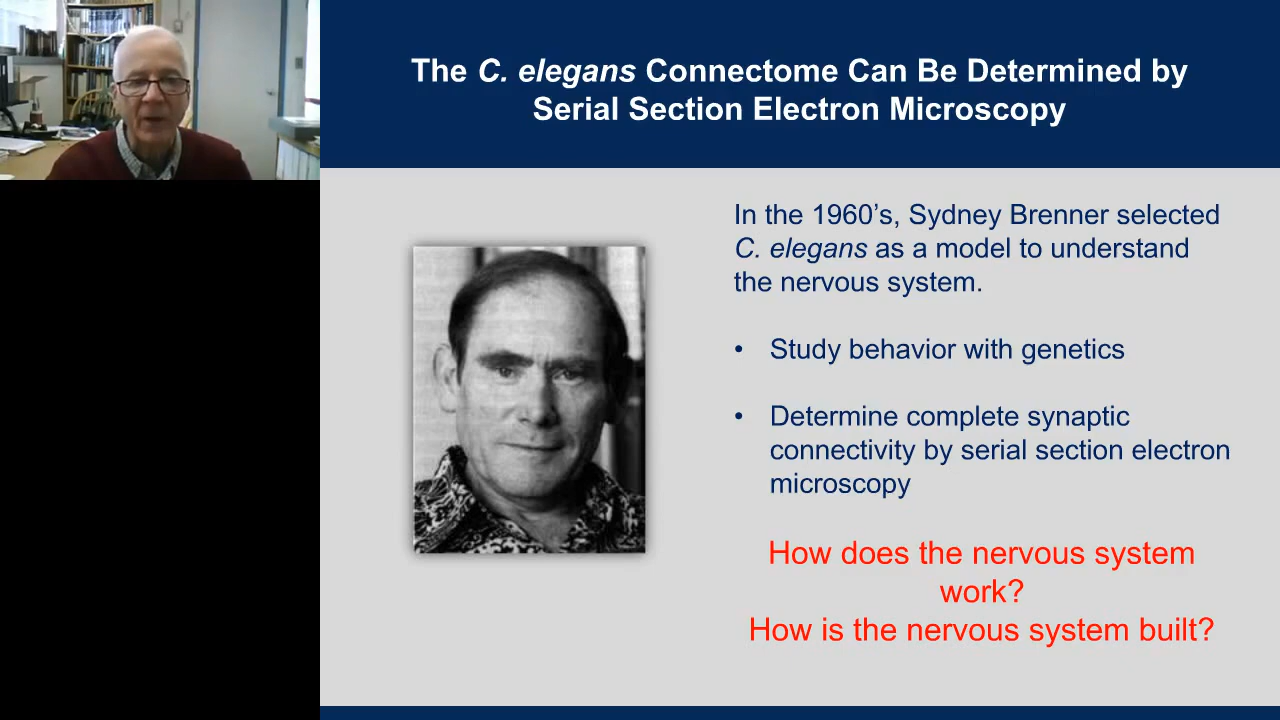 The C. elegans Connectome Can Be Determined by
Serial Section Electron Microscopy
In the 1960’s, Sydney Brenner selected
C. elegans as a model to understand
the nervous system.
• Study behavior with genetics
• Determine complete synaptic
connectivity by serial section electron
microscopy
How does the nervous system
work?
How is the nervous system built?